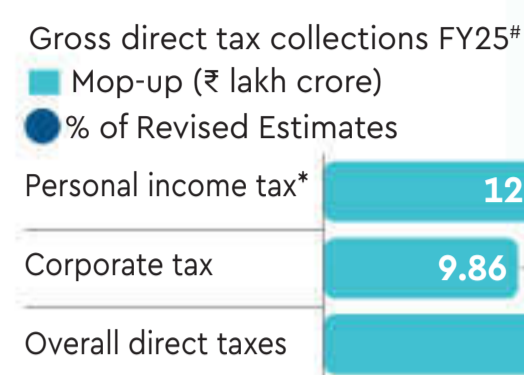 Gross direct tax collections FY25#
Mop-up (₹ lakh crore)
% of Revised Estimates
Personal income tax* 12
Corporate tax 9.86
Overall direct taxes